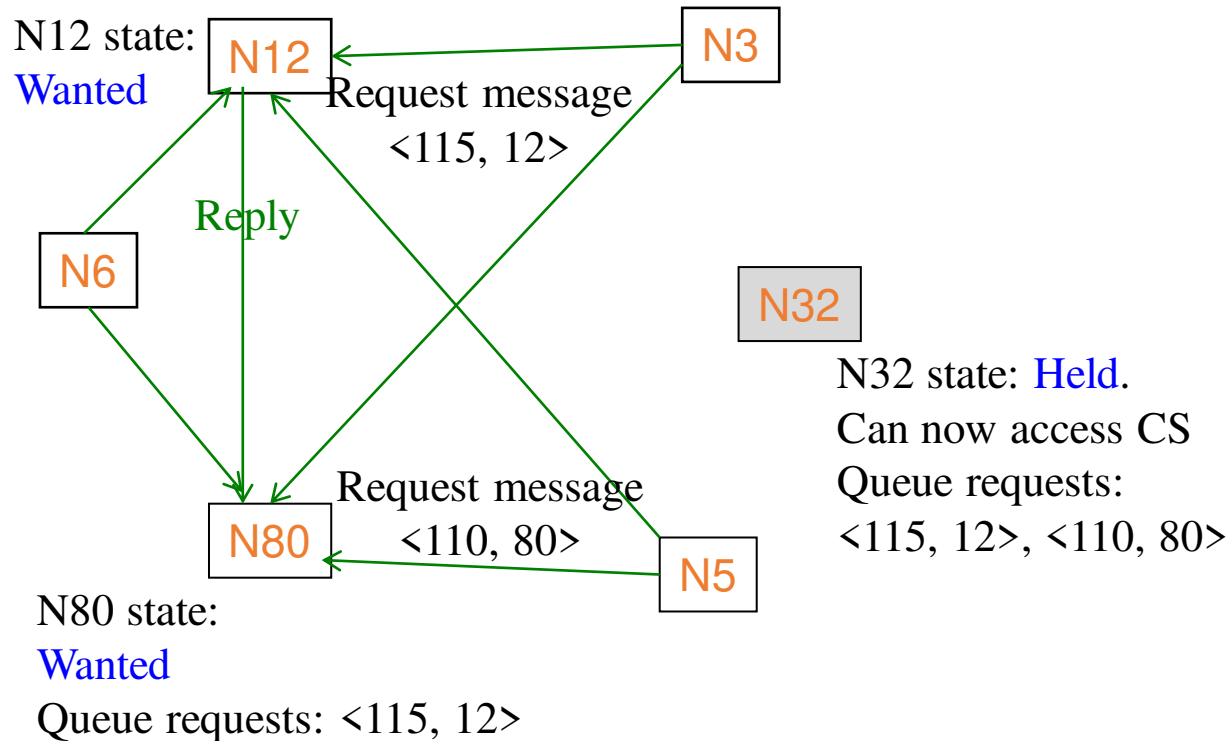 N12 state:
Wanted
N12
N3
Request message
<115, 12>
Reply
N6
N32
N32 state: Held.
Can now access CS
Queue requests:
<115, 12>, <110, 80>
Request message
<110, 80>
N80
N5
N80 state:
Wanted
Queue requests: <115, 12>